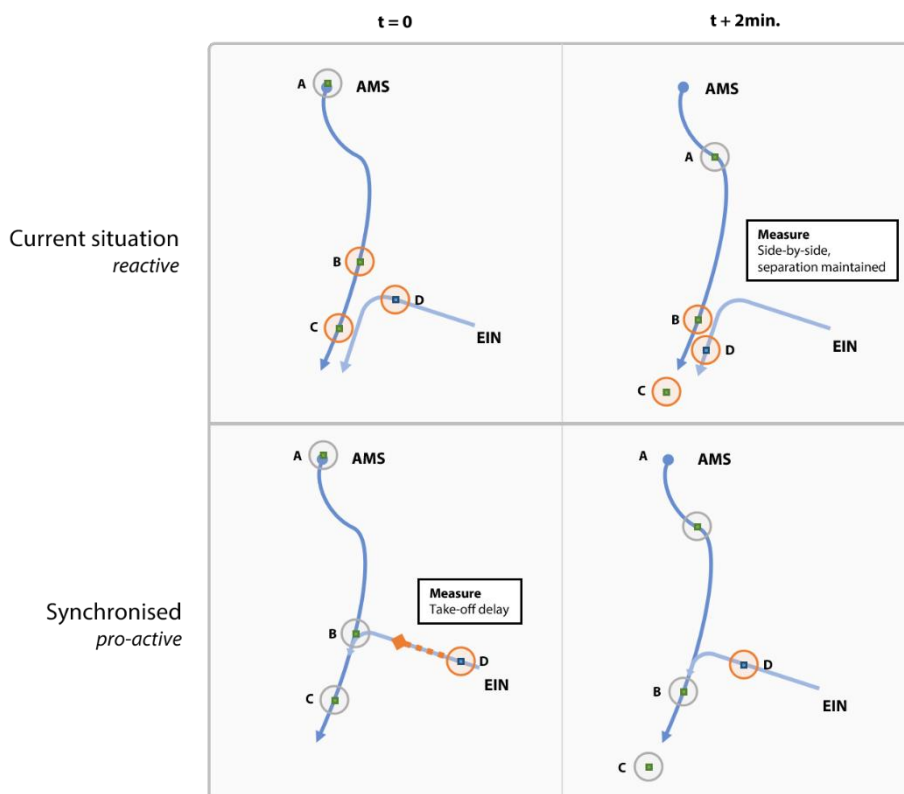 t = 0
t + 2min.
Current situation
reactive
A
AMS
B
C
D
EIN
AMS
A
Measure
Side-by-side,
separation maintained
B
D
EIN
C
Synchronised
pro-active
A
AMS
Measure
Take-off delay
B
D
EIN
C
A
AMS
D
B
EIN
C